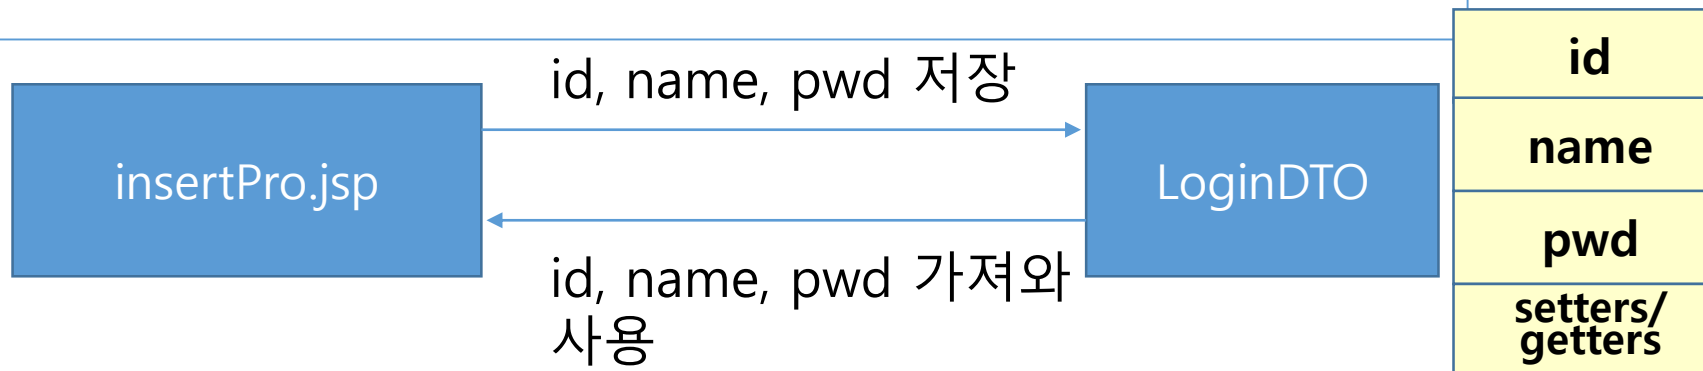 id, name, pwd 저장
insertPro.jsp
LoginDTO
id, name, pwd 가져와
사용
id
name
pwd
setters/
getters